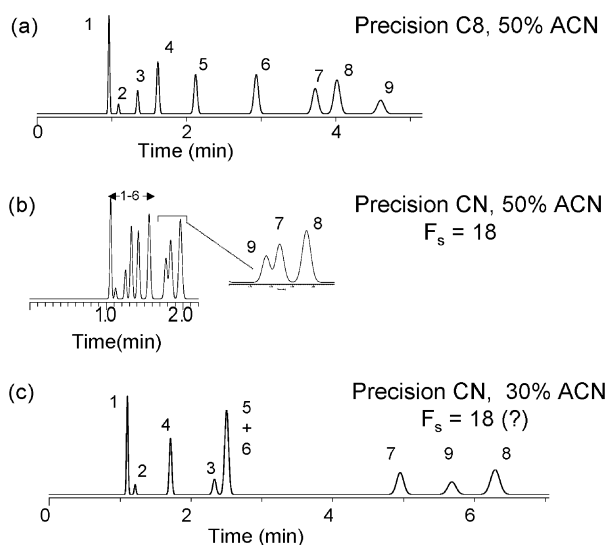 (a)
Precision C8, 50% ACN
1
2
3
4
5
6
7
8
9
0
2
4
Time (min)
(b)
1-6
Precision CN, 50% ACN
Fs = 18
9
7
8
1.0
2.0
Time(min)
(c)
Precision CN, 30% ACN
Fs = 18 (?)
1
2
4
3
5
+
6
7
9
8
0
2
4
6
Time (min)